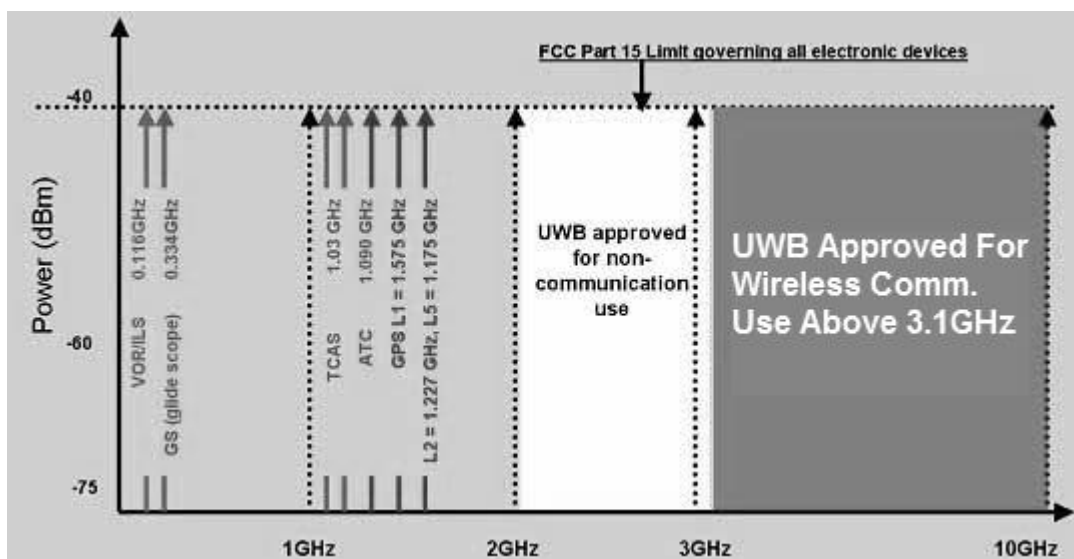 FCC Part 15 Limit governing all electronic devices
-40
-60
-75
Power (dBm)
VOR/ILS 0.116GHz
GS (glide scope) 0.334GHz
TCAS 1.03 GHz
ATC 1.090 GHz
GPS L1 = 1.575 GHz
L2 = 1.227 GHz, L5 = 1.175 GHz
UWB approved
for non-
communication
use
UWB Approved For
Wireless Comm.
Use Above 3.1GHz
1GHz
2GHz
3GHz
10GHz